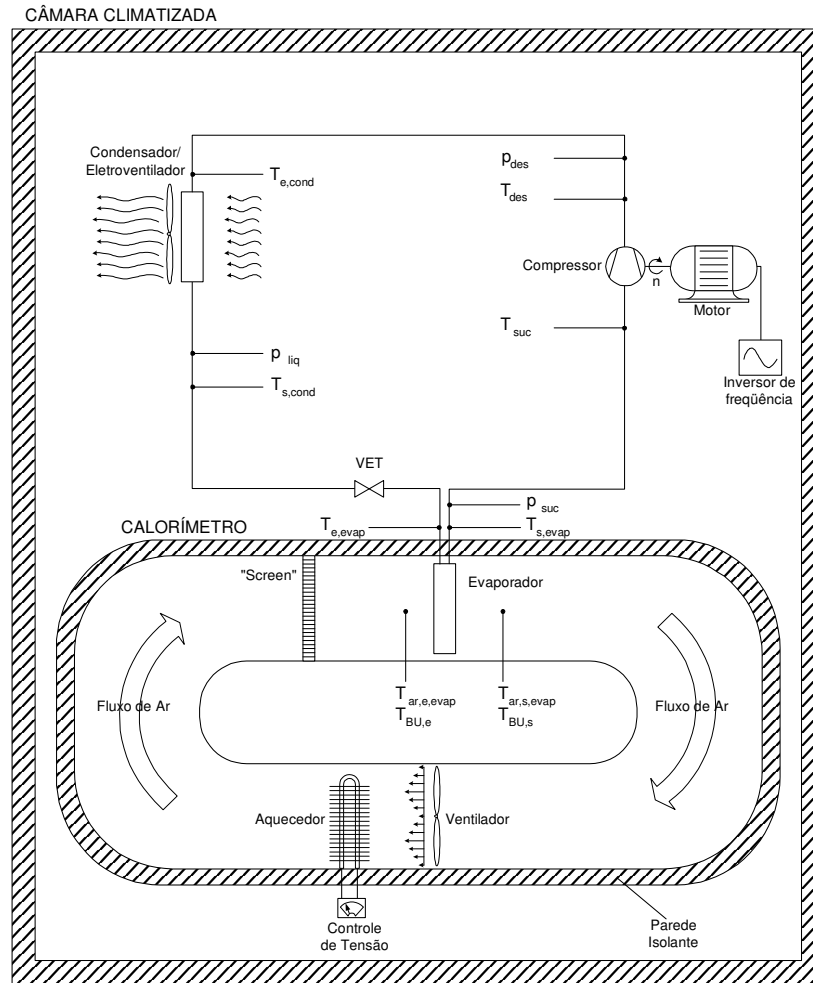 CÂMARA CLIMATIZADA
Condensador/
Eletroventilador
T e,cond
p des
T des
Compressor
n
Motor
T suc
p liq
T s,cond
Inversor de
freqüência
VET
p suc
T e,evap
T s,evap
CALORÍMETRO
"Screen"
Evaporador
T ar,e,evap
T BU,e
T ar,s,evap
T BU,s
Fluxo de Ar
Fluxo de Ar
Aquecedor
Ventilador
Controle
de Tensão
Parede
Isolante